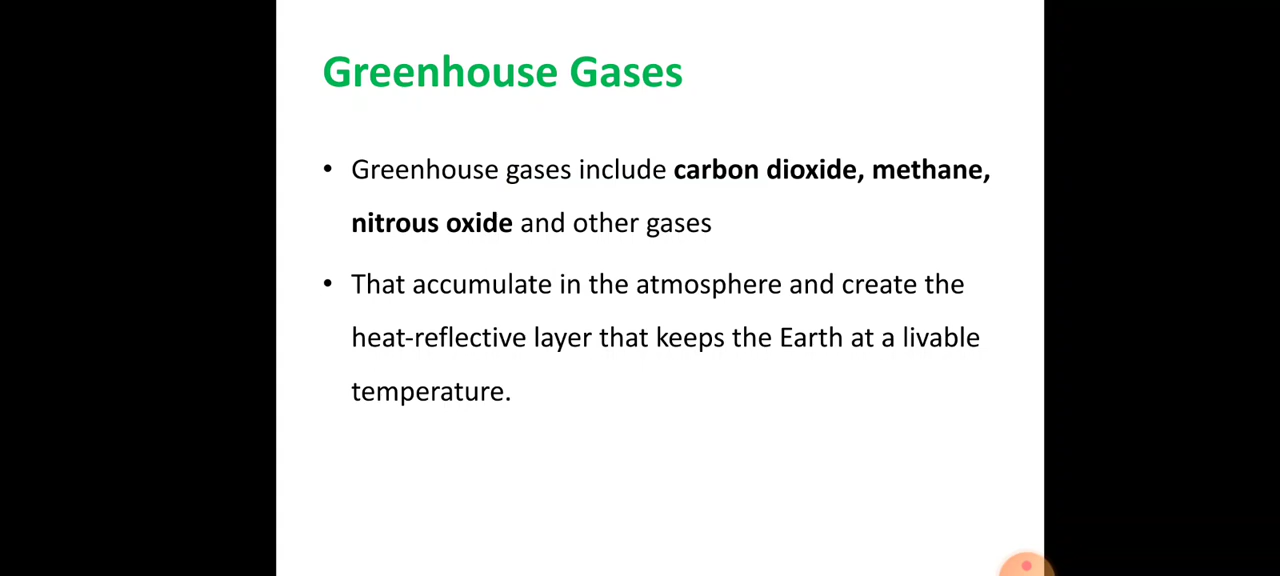 Greenhouse Gases
• Greenhouse gases include carbon dioxide, methane,
nitrous oxide and other gases
• That accumulate in the atmosphere and create the
heat-reflective layer that keeps the Earth at a livable
temperature.